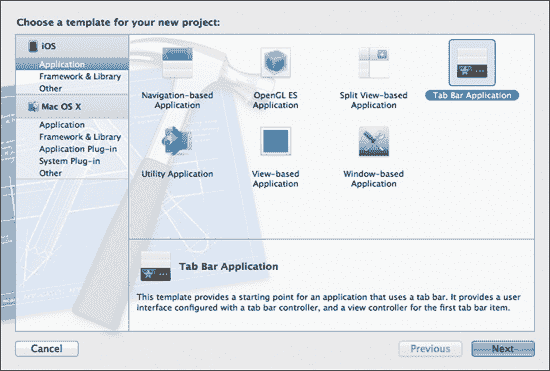 Choose a template for your new project:
iOS
Application
Framework & Library
Other
Mac OS X
Application
Framework & Library
Application Plug-in
System Plug-in
Other
Navigation-based
Application
OpenGL ES
Application
Split View-based
Application
Tab Bar Application
Utility Application
View-based
Application
Window-based
Application
Tab Bar Application
This template provides a starting point for an application that uses a tab bar. It provides a user
interface configured with a tab bar controller, and a view controller for the first tab bar item.
Cancel
Previous
Next